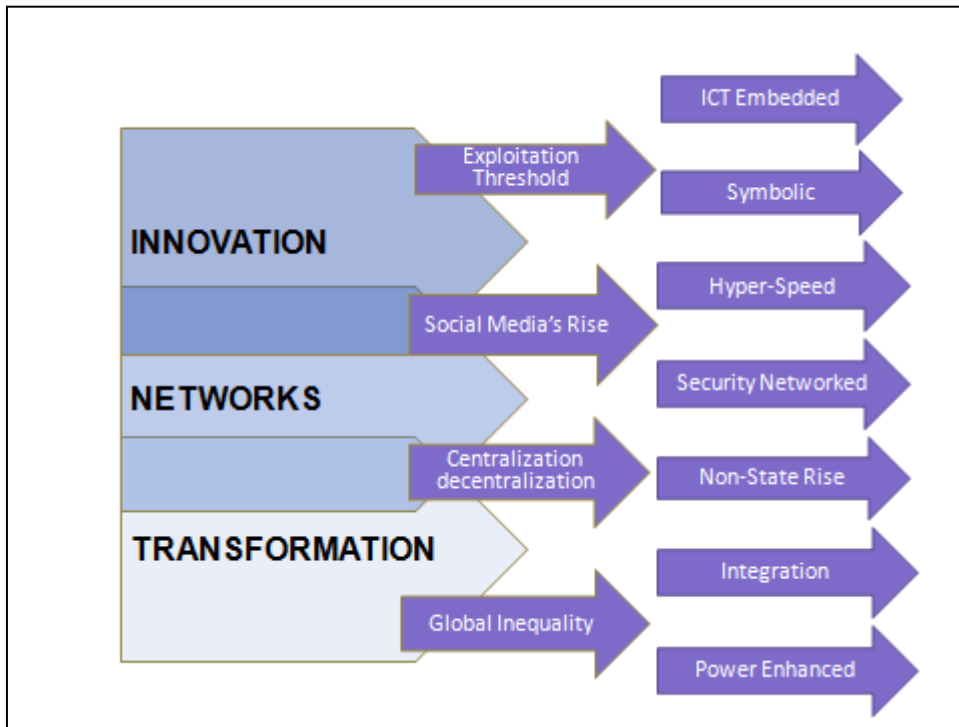 INNOVATION
NETWORKS
TRANSFORMATION
Exploitation
Threshold
Social Media's Rise
Centralization
decentralization
Global Inequality
ICT Embedded
Symbolic
Hyper-Speed
Security Networked
Non-State Rise
Integration
Power Enhanced